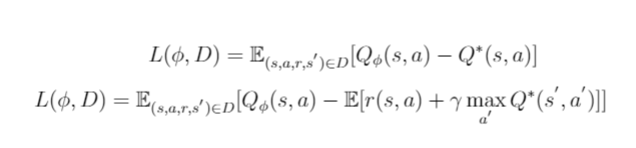 L(ϕ, D) = 𝔼_{(s,a,r,s′)∈D}[Q_ϕ(s, a) − Q*(s, a)]
L(ϕ, D) = 𝔼_{(s,a,r,s′)∈D}[Q_ϕ(s, a) − 𝔼[r(s, a) + γ max_{a′} Q*(s′, a′)]]